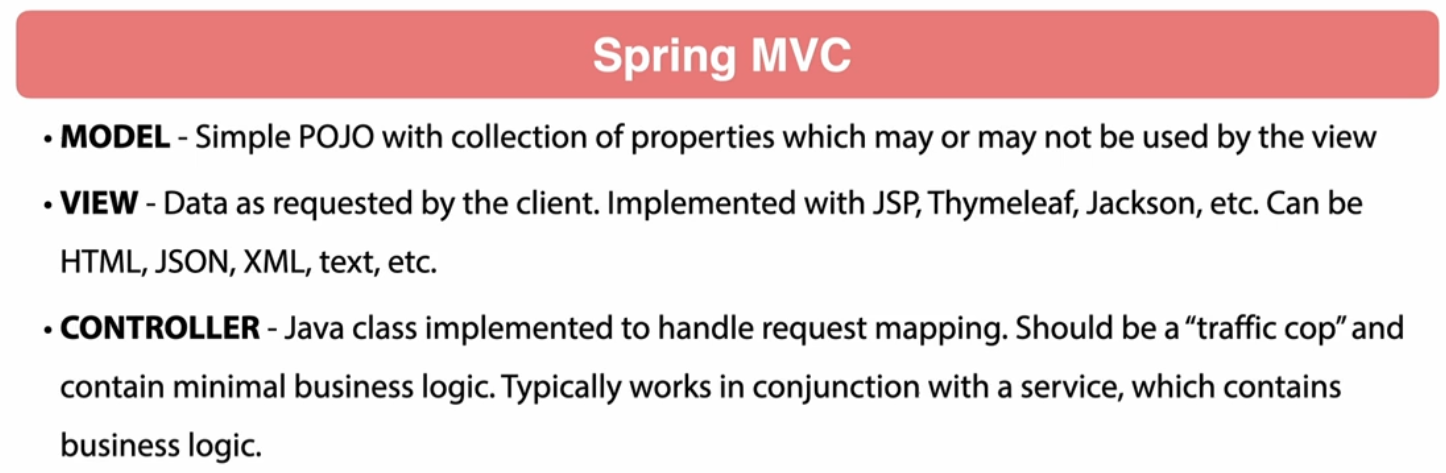 Spring MVC
• MODEL - Simple POJO with collection of properties which may or may not be used by the view
• VIEW - Data as requested by the client. Implemented with JSP, Thymeleaf, Jackson, etc. Can be
HTML, JSON, XML, text, etc.
• CONTROLLER - Java class implemented to handle request mapping. Should be a “traffic cop” and
contain minimal business logic. Typically works in conjunction with a service, which contains
business logic.